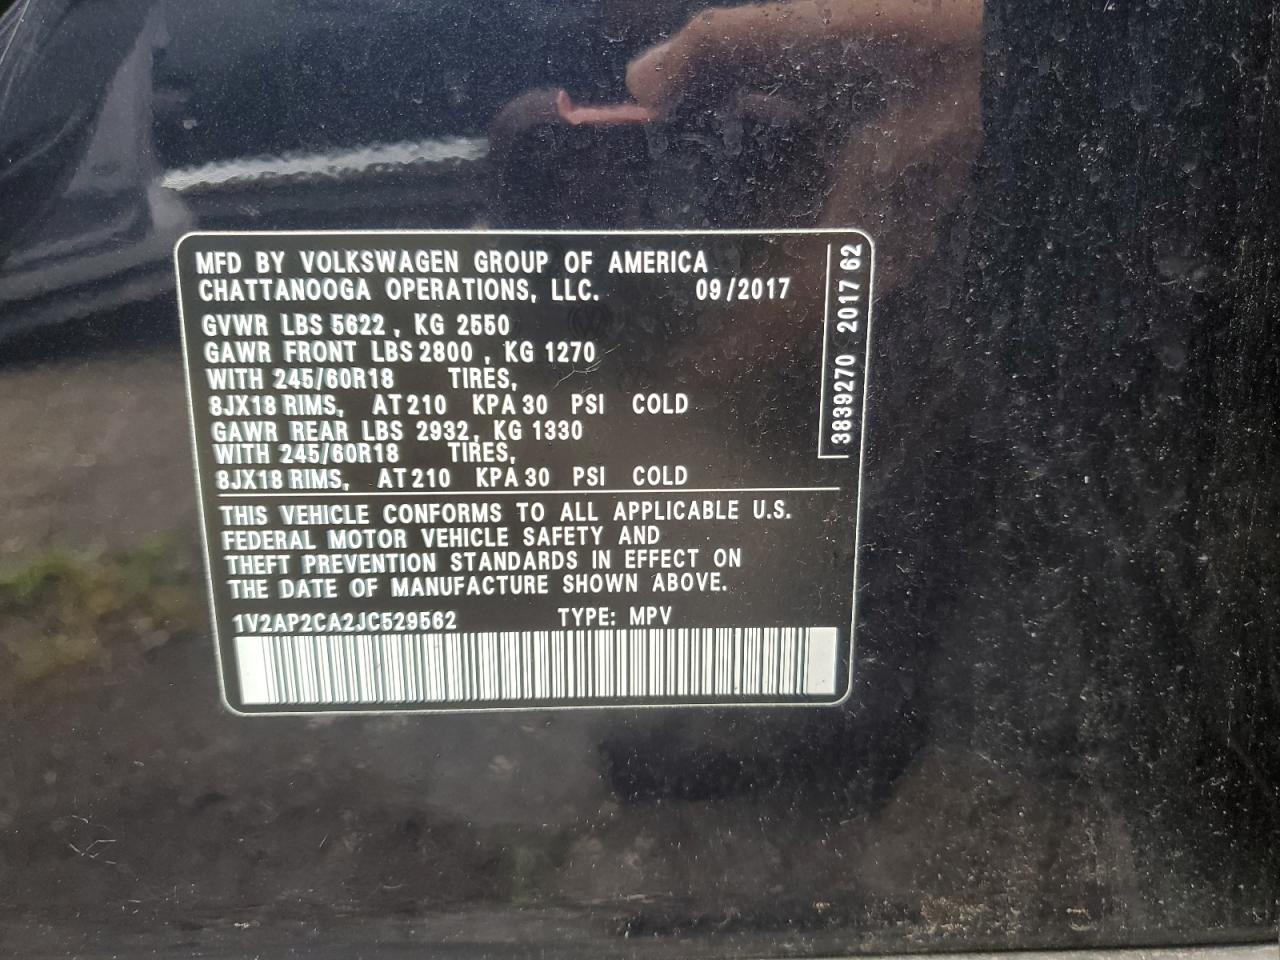 MFD BY VOLKSWAGEN GROUP OF AMERICA
CHATTANOOGA OPERATIONS, LLC. 09/2017
GVWR LBS 5622 , KG 2550
GAWR FRONT LBS 2800 , KG 1270
WITH 245/60R18 TIRES,
8JX18 RIMS, AT 210 KPA 30 PSI COLD
GAWR REAR LBS 2932, KG 1330
WITH 245/60R18 TIRES,
8JX18 RIMS, AT 210 KPA 30 PSI COLD
THIS VEHICLE CONFORMS TO ALL APPLICABLE U.S.
FEDERAL MOTOR VEHICLE SAFETY AND
THEFT PREVENTION STANDARDS IN EFFECT ON
THE DATE OF MANUFACTURE SHOWN ABOVE.
1V2AP2CA2JC529562 TYPE: MPV
3839270 2017 62